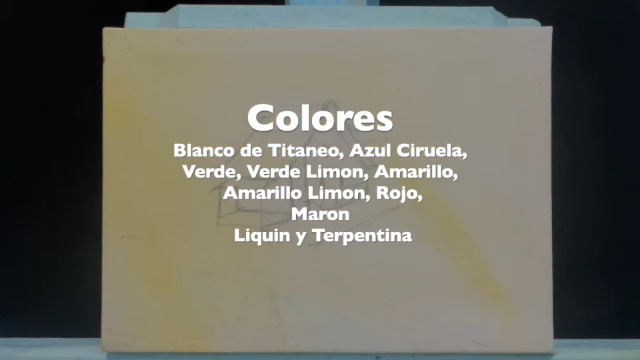 Colores
Blanco de Titaneo, Azul Ciruela,
Verde, Verde Limon, Amarillo,
Amarillo Limon, Rojo,
Maron
Liquin y Terpentina